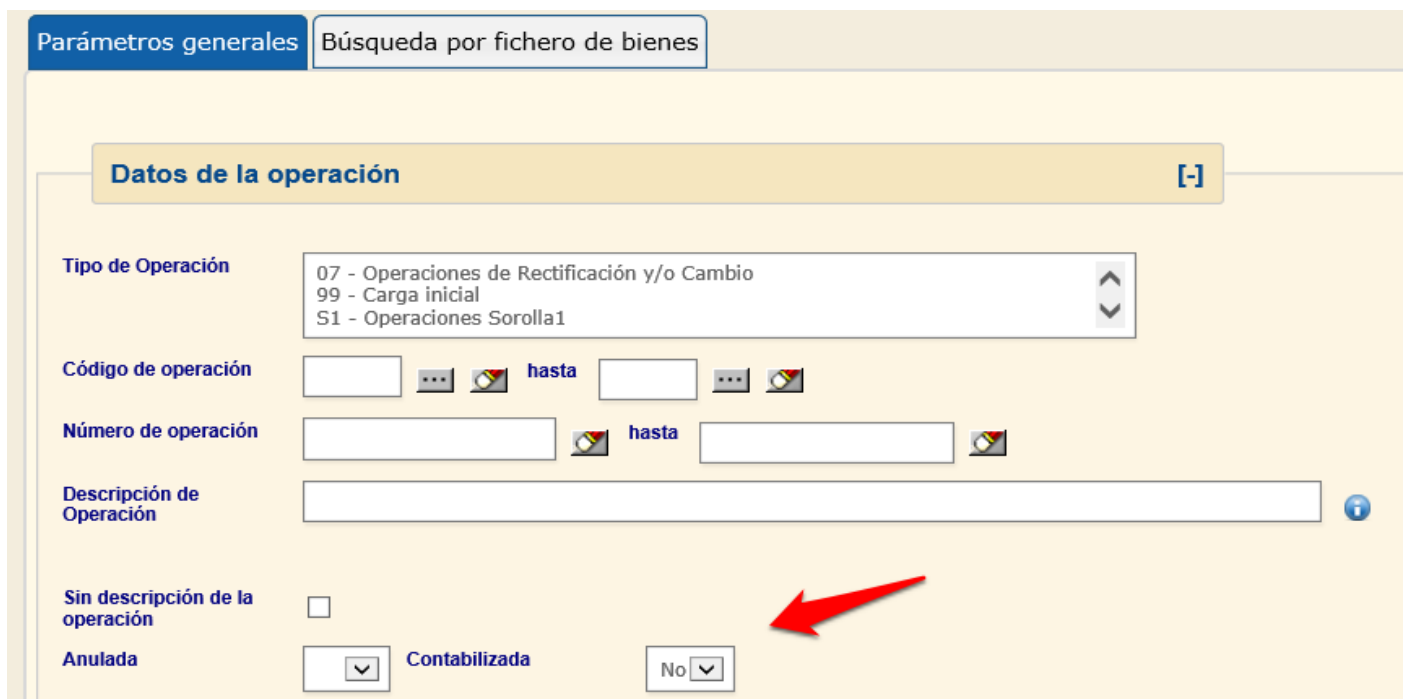 Parámetros generales Búsqueda por fichero de bienes
Datos de la operación [-]
Tipo de Operación
07 - Operaciones de Rectificación y/o Cambio
99 - Carga inicial
S1 - Operaciones Sorolla1
Código de operación ... hasta ...
Número de operación hasta
Descripción de
Operación
Sin descripción de la
operación
Anulada Contabilizada No